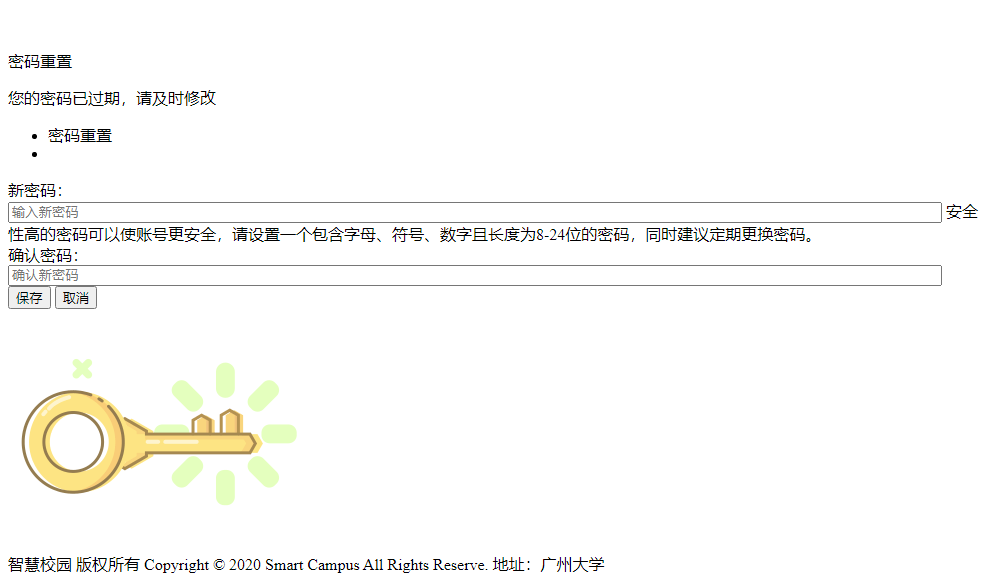 密码重置
您的密码已过期，请及时修改
密码重置
新密码：
输入新密码 安全
性高的密码可以使账号更安全，请设置一个包含字母、符号、数字且长度为8-24位的密码，同时建议定期更换密码。
确认密码：
确认新密码
保存 取消
智慧校园 版权所有 Copyright © 2020 Smart Campus All Rights Reserve. 地址：广州大学